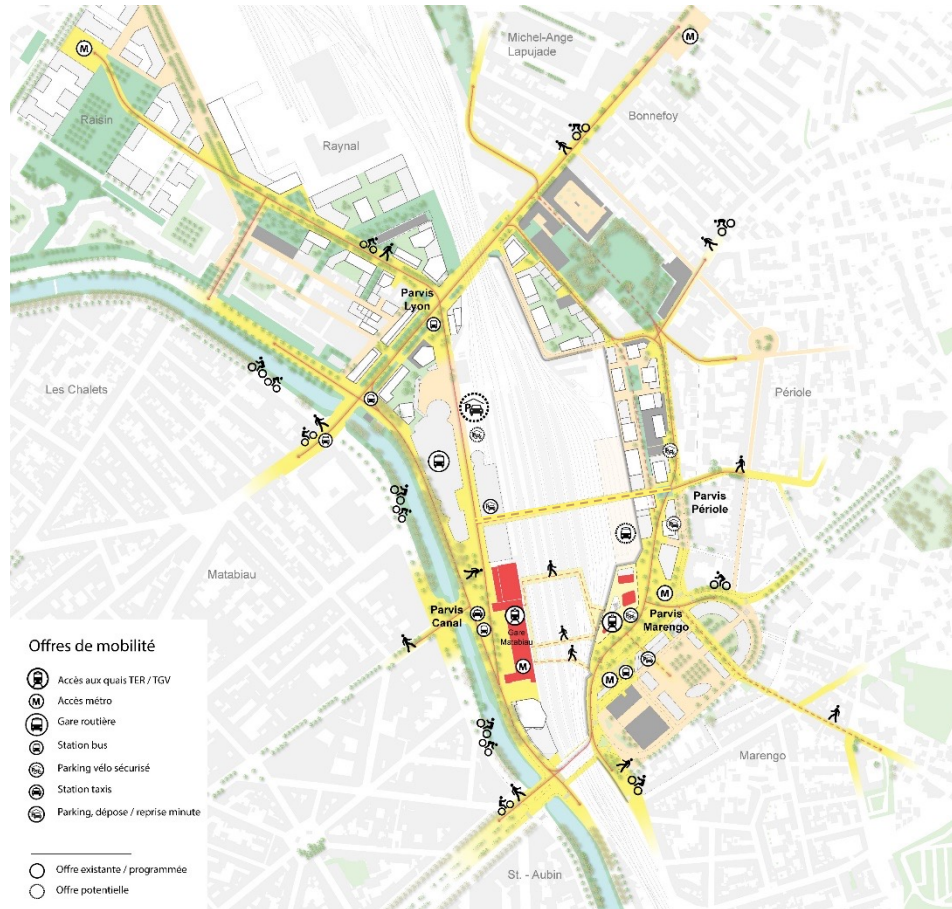 M
Michel-Ange
Lapujade
M
Raisin
Bonnefoy
Raynal
Parvis
Lyon
Les Chalets
Périole
P
Parvis
Périole
Matabiau
M
Parvis
Canal
Gare
Matabiau
Parvis
Marengo
M
M
Marengo
St. - Aubin
Offres de mobilité
Accès aux quais TER / TGV
M Accès métro
Gare routière
Station bus
Parking vélo sécurisé
Station taxis
Parking, dépose / reprise minute
Offre existante / programmée
Offre potentielle